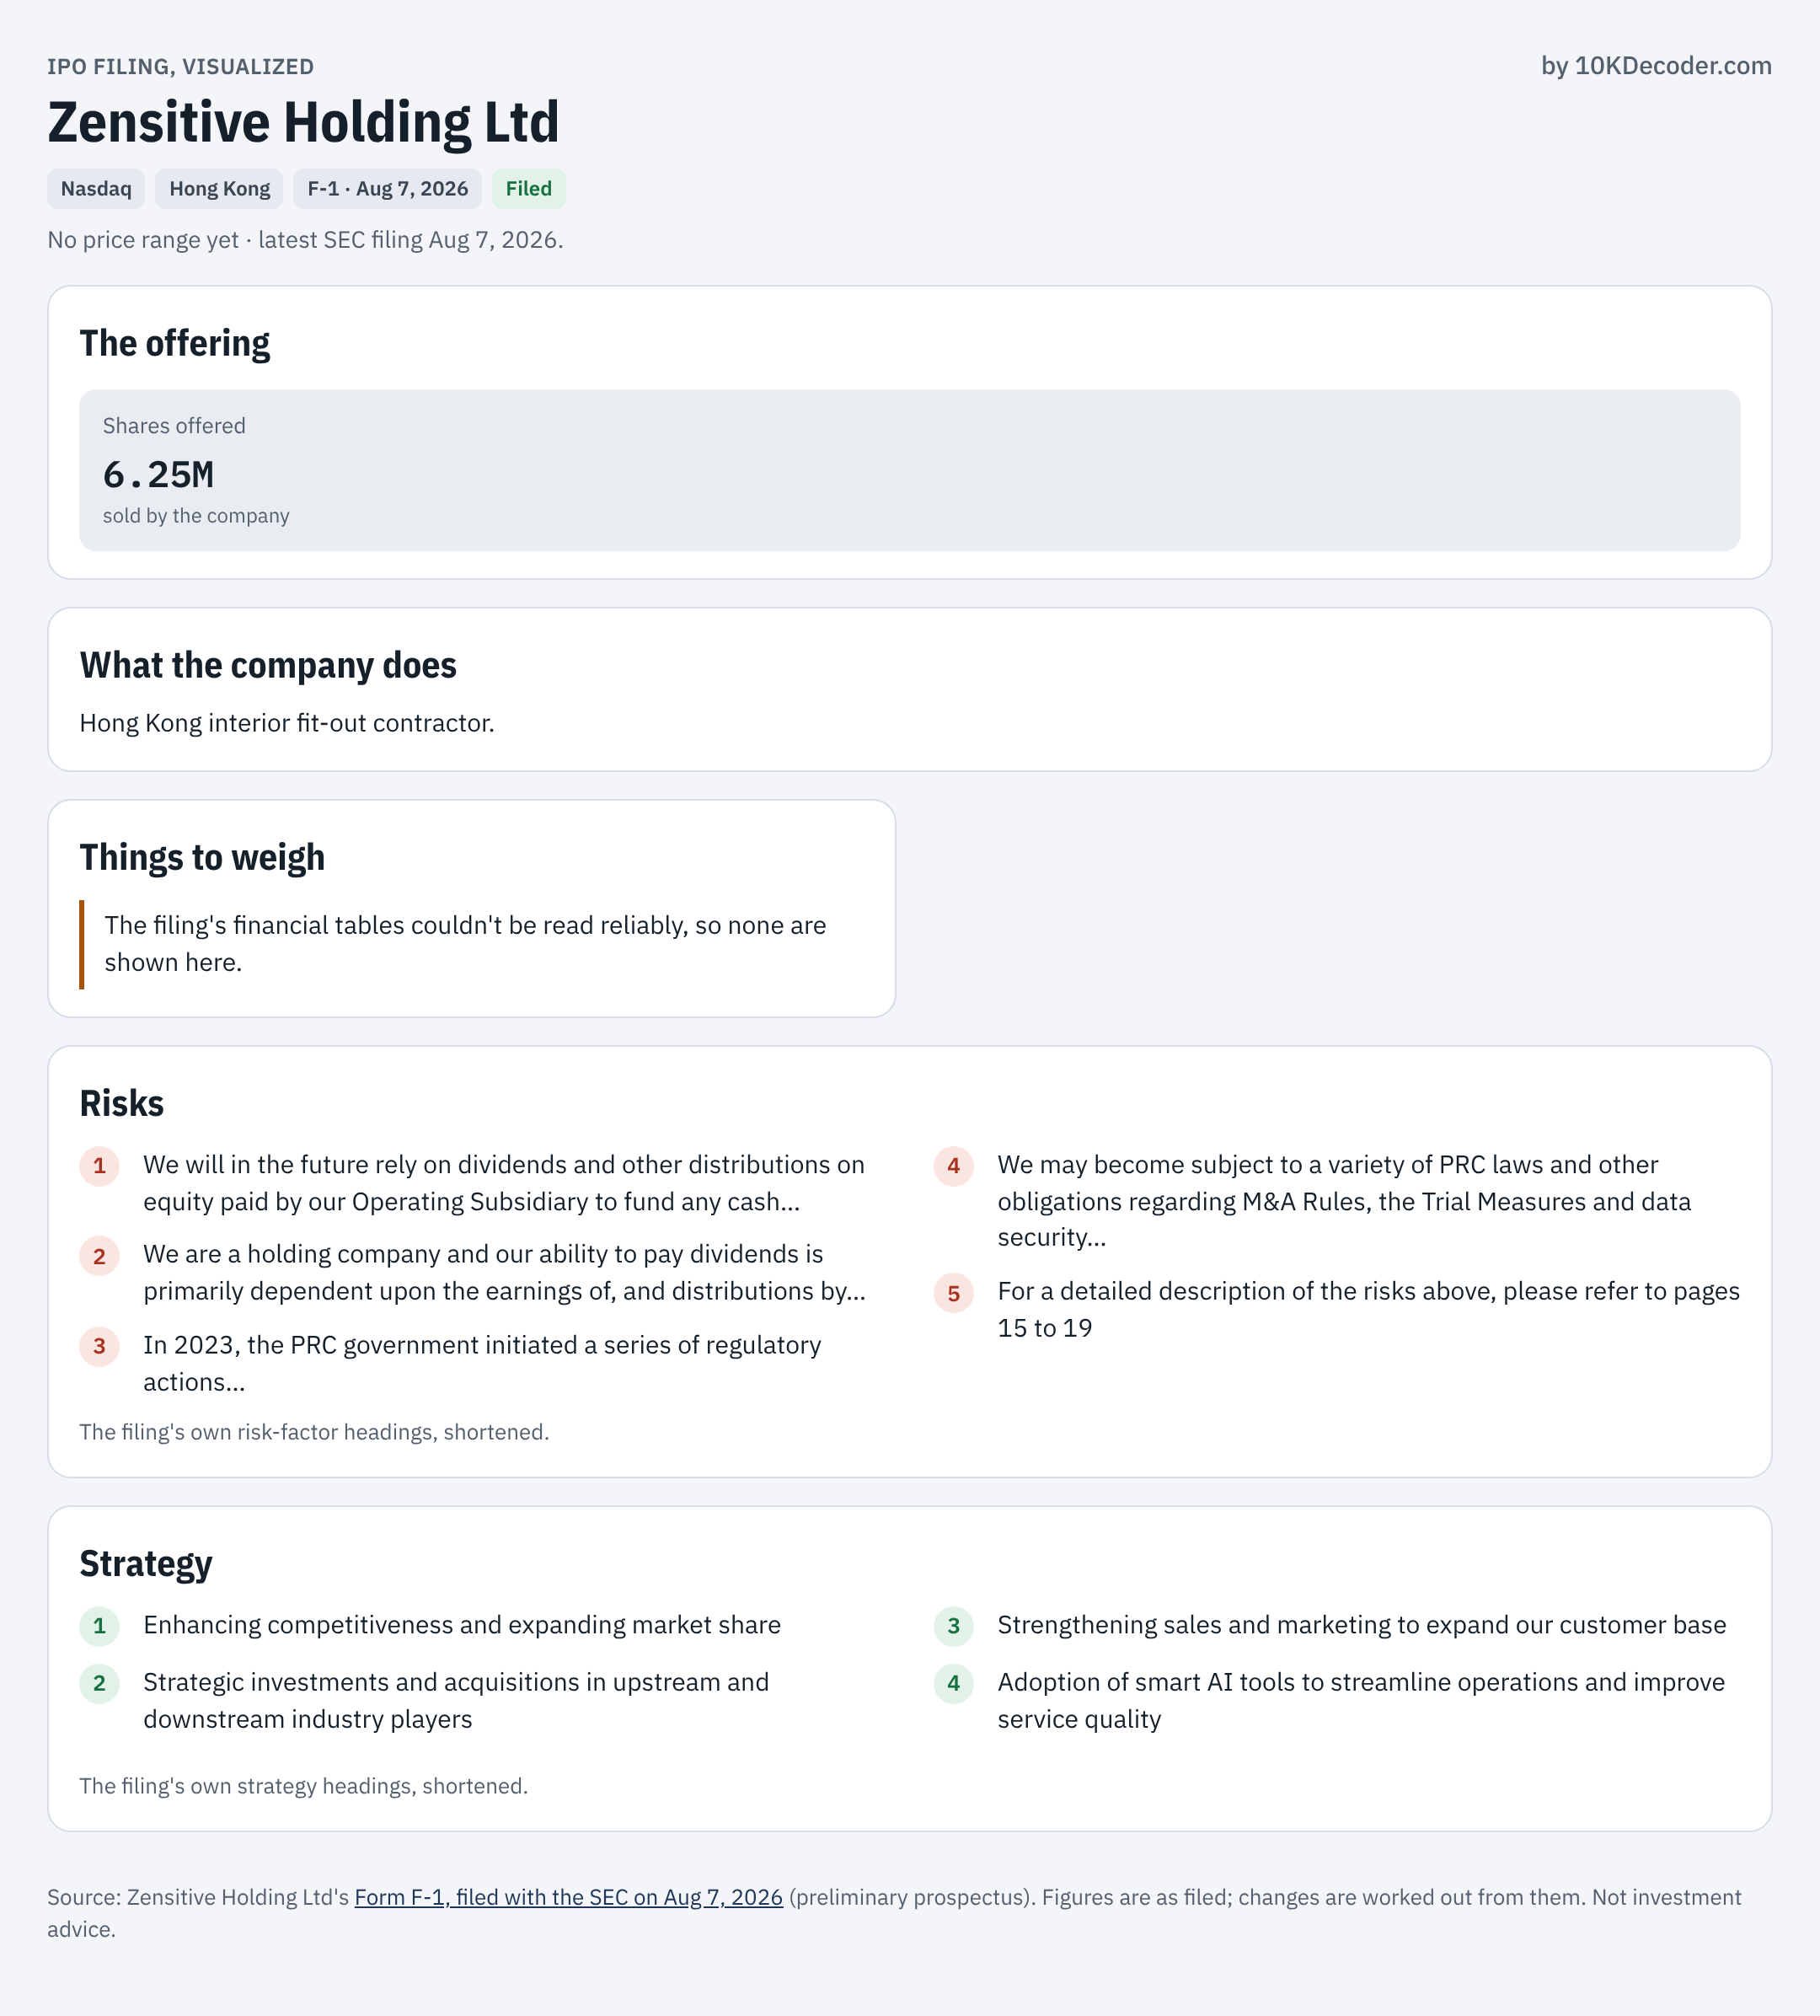 IPO FILING, VISUALIZED
by 10KDecoder.com
Zensitive Holding Ltd
Nasdaq
Hong Kong
F-1 · Aug 7, 2026
Filed
No price range yet · latest SEC filing Aug 7, 2026.
The offering
Shares offered
6.25M
sold by the company
What the company does
Hong Kong interior fit-out contractor.
Things to weigh
The filing's financial tables couldn't be read reliably, so none are
shown here.
Risks
1 We will in the future rely on dividends and other distributions on
equity paid by our Operating Subsidiary to fund any cash...
2 We are a holding company and our ability to pay dividends is
primarily dependent upon the earnings of, and distributions by...
3 In 2023, the PRC government initiated a series of regulatory
actions...
4 We may become subject to a variety of PRC laws and other
obligations regarding M&A Rules, the Trial Measures and data
security...
5 For a detailed description of the risks above, please refer to pages
15 to 19
The filing's own risk-factor headings, shortened.
Strategy
1 Enhancing competitiveness and expanding market share
2 Strategic investments and acquisitions in upstream and
downstream industry players
3 Strengthening sales and marketing to expand our customer base
4 Adoption of smart AI tools to streamline operations and improve
service quality
The filing's own strategy headings, shortened.
Source: Zensitive Holding Ltd's Form F-1, filed with the SEC on Aug 7, 2026 (preliminary prospectus). Figures are as filed; changes are worked out from them. Not investment
advice.